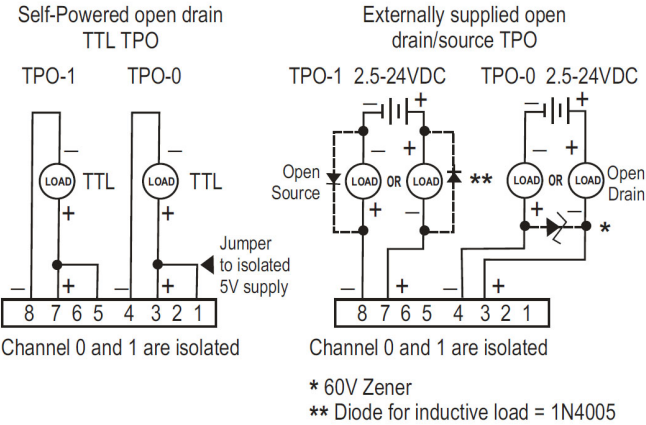 Self-Powered open drain
TTL TPO
TPO-1 TPO-0
− −
LOAD TTL LOAD TTL
+ +
Jumper
to isolated
5V supply
− + − +
8 7 6 5 4 3 2 1
Channel 0 and 1 are isolated
Externally supplied open
drain/source TPO
TPO-1 2.5-24VDC TPO-0 2.5-24VDC
− + − +
− + − +
Open
Source
LOAD OR LOAD ** LOAD OR LOAD
Open
Drain
+ − + − *
− + − +
8 7 6 5 4 3 2 1
Channel 0 and 1 are isolated
* 60V Zener
** Diode for inductive load = 1N4005